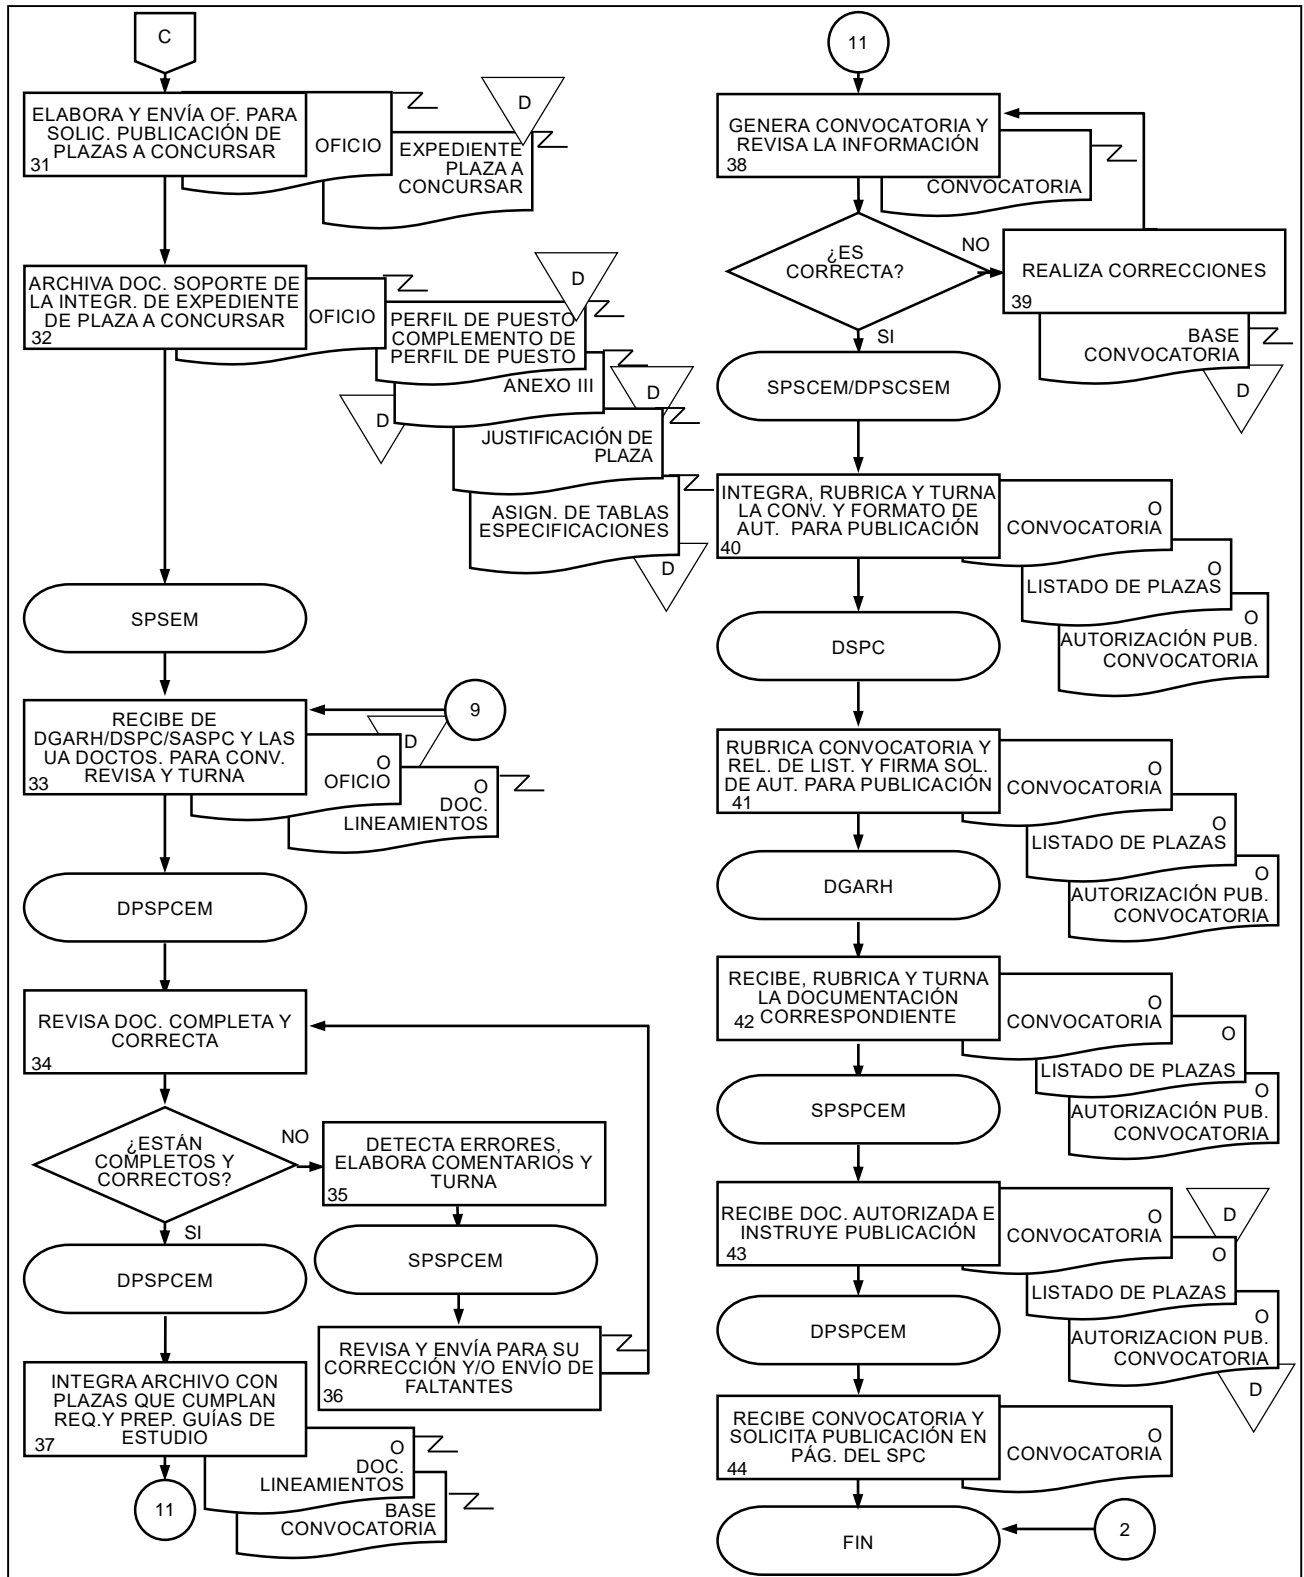 C
ELABORA Y ENVÍA OF. PARA
SOLIC. PUBLICACIÓN DE
PLAZAS A CONCURSAR
31
OFICIO
D
EXPEDIENTE
PLAZA A
CONCURSAR
ARCHIVA DOC. SOPORTE DE
LA INTEGR. DE EXPEDIENTE
DE PLAZA A CONCURSAR
32
OFICIO
D
PERFIL DE PUESTO
COMPLEMENTO DE
PERFIL DE PUESTO
ANEXO III
D
D
JUSTIFICACIÓN DE
PLAZA
ASIGN. DE TABLAS
ESPECIFICACIONES
D
SPSEM
9
RECIBE DE
DGARH/DSPC/SASPC Y LAS
UA DOCTOS. PARA CONV.
REVISA Y TURNA
33
D
O
OFICIO
O
DOC.
LINEAMIENTOS
DPSPCEM
REVISA DOC. COMPLETA Y
CORRECTA
34
¿ESTÁN
COMPLETOS Y
CORRECTOS?
NO
SI
DETECTA ERRORES,
ELABORA COMENTARIOS Y
TURNA
35
SPSPCEM
REVISA Y ENVÍA PARA SU
CORRECCIÓN Y/O ENVÍO DE
FALTANTES
36
DPSPCEM
INTEGRA ARCHIVO CON
PLAZAS QUE CUMPLAN
REQ.Y PREP. GUÍAS DE
ESTUDIO
37
O
DOC.
LINEAMIENTOS
BASE
CONVOCATORIA
11
11
GENERA CONVOCATORIA Y
REVISA LA INFORMACIÓN
38
CONVOCATORIA
¿ES
CORRECTA?
NO
SI
REALIZA CORRECCIONES
39
BASE
CONVOCATORIA
D
SPSCEM/DPSCSEM
INTEGRA, RUBRICA Y TURNA
LA CONV. Y FORMATO DE
AUT. PARA PUBLICACIÓN
40
O
CONVOCATORIA
O
LISTADO DE PLAZAS
O
AUTORIZACIÓN PUB.
CONVOCATORIA
DSPC
RUBRICA CONVOCATORIA Y
REL. DE LIST. Y FIRMA SOL.
DE AUT. PARA PUBLICACIÓN
41
O
CONVOCATORIA
O
LISTADO DE PLAZAS
O
AUTORIZACIÓN PUB.
CONVOCATORIA
DGARH
RECIBE, RUBRICA Y TURNA
LA DOCUMENTACIÓN
42 CORRESPONDIENTE
O
CONVOCATORIA
O
LISTADO DE PLAZAS
O
AUTORIZACIÓN PUB.
CONVOCATORIA
SPSPCEM
RECIBE DOC. AUTORIZADA E
INSTRUYE PUBLICACIÓN
43
O
CONVOCATORIA
D
O
LISTADO DE PLAZAS
O
AUTORIZACION PUB.
CONVOCATORIA
D
DPSPCEM
RECIBE CONVOCATORIA Y
SOLICITA PUBLICACIÓN EN
PÁG. DEL SPC
44
O
CONVOCATORIA
FIN
2